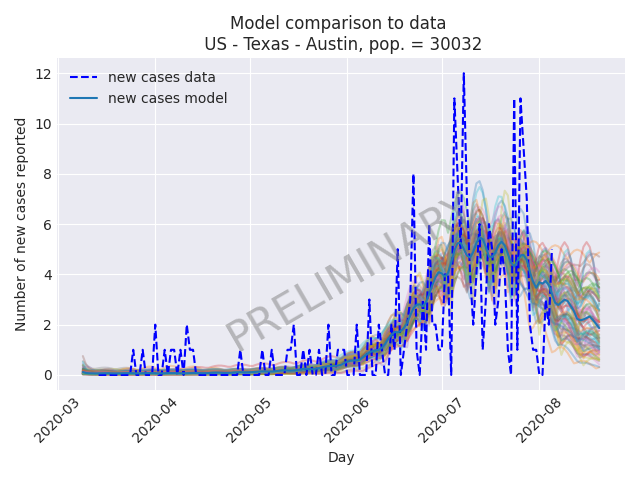 Model comparison to data
US - Texas - Austin, pop. = 30032
new cases data
new cases model
PRELIMINARY
Number of new cases reported
12
10
8
6
4
2
0
2020-03
2020-04
2020-05
2020-06
2020-07
2020-08
Day